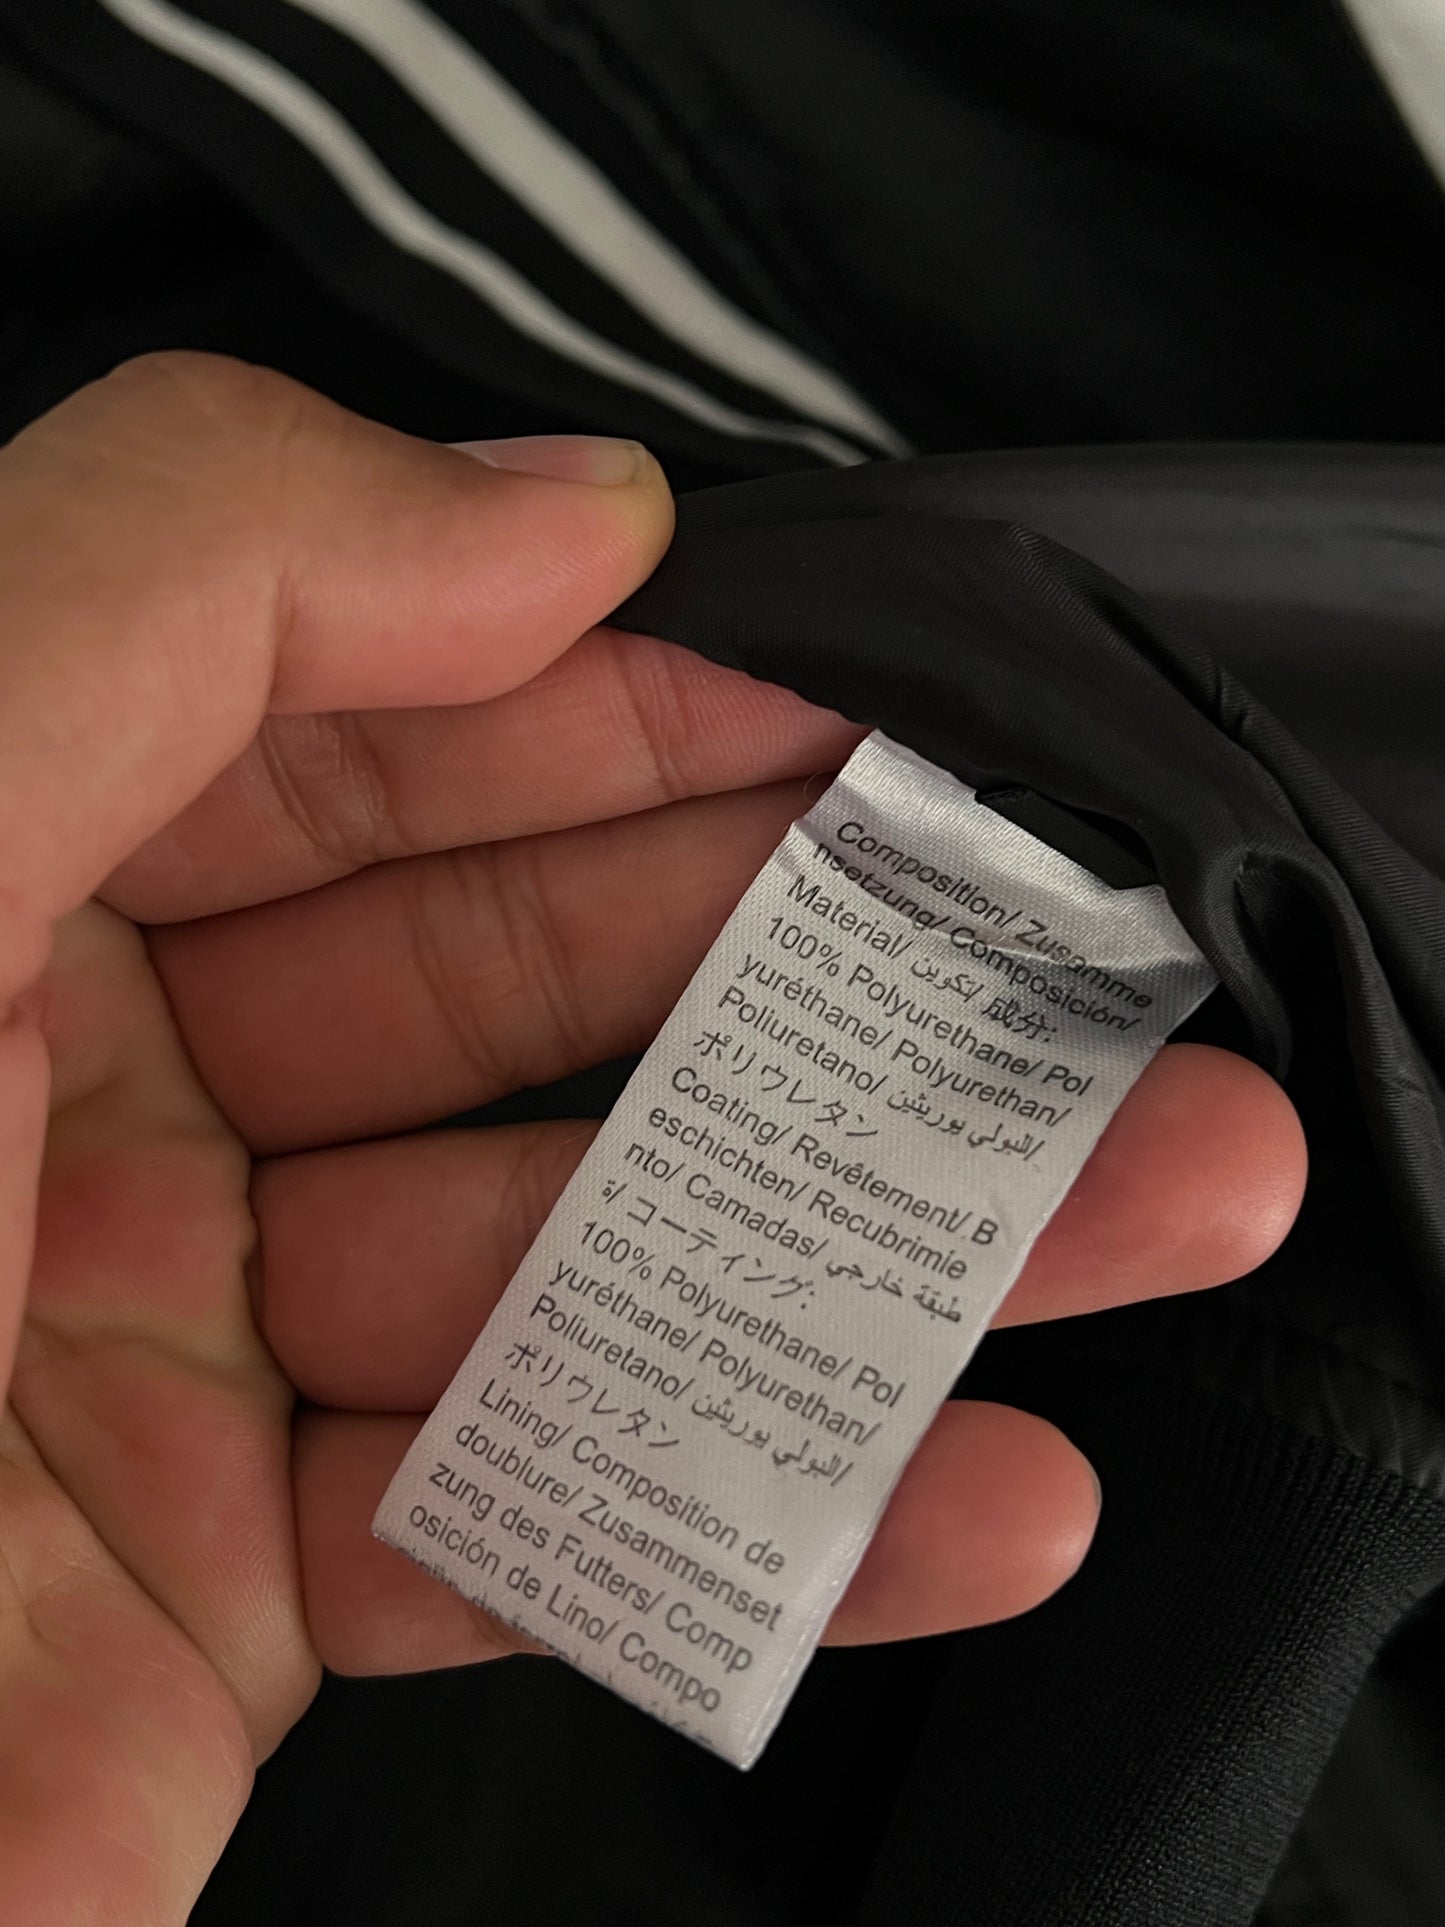 Composition/ Zusamme
nsetzung/ Composición/
Material/ تكوين/ 成分:
100% Polyurethane/ Pol
yuréthane/ Polyurethan/
Poliuretano/ البولي يوريثين/
ポリウレタン
Coating/ Revêtement/ B
eschichten/ Recubrimie
nto/ Camadas/ طبقة خارجي
ة/ コーティング:
100% Polyurethane/ Pol
yuréthane/ Polyurethan/
Poliuretano/ البولي يوريثين/
ポリウレタン
Lining/ Composition de
doublure/ Zusammenset
zung des Futters/ Comp
osición de Lino/ Compo